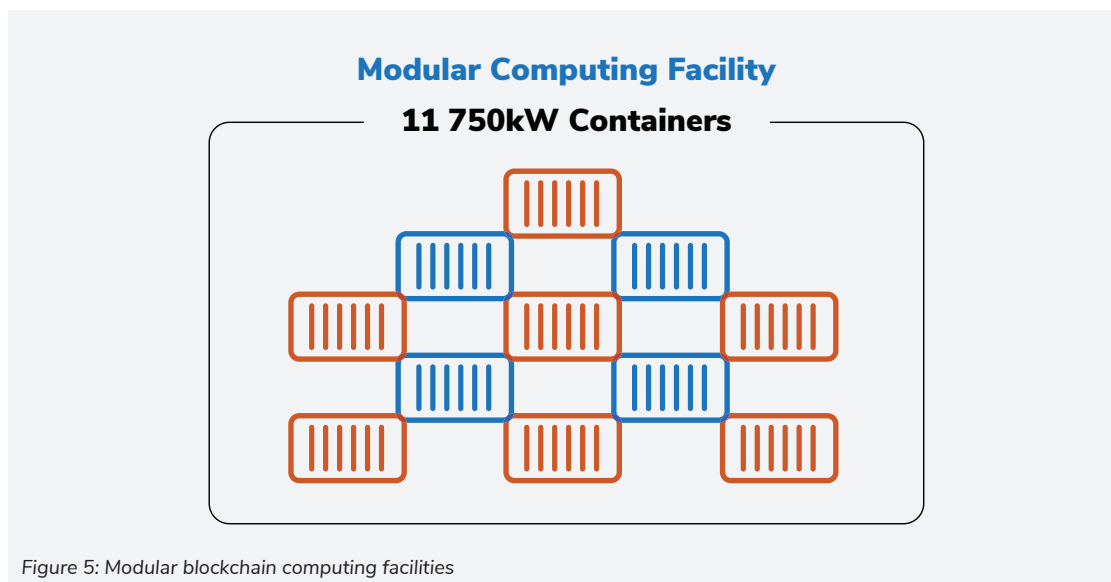 Modular Computing Facility
11 750kW Containers
Figure 5: Modular blockchain computing facilities